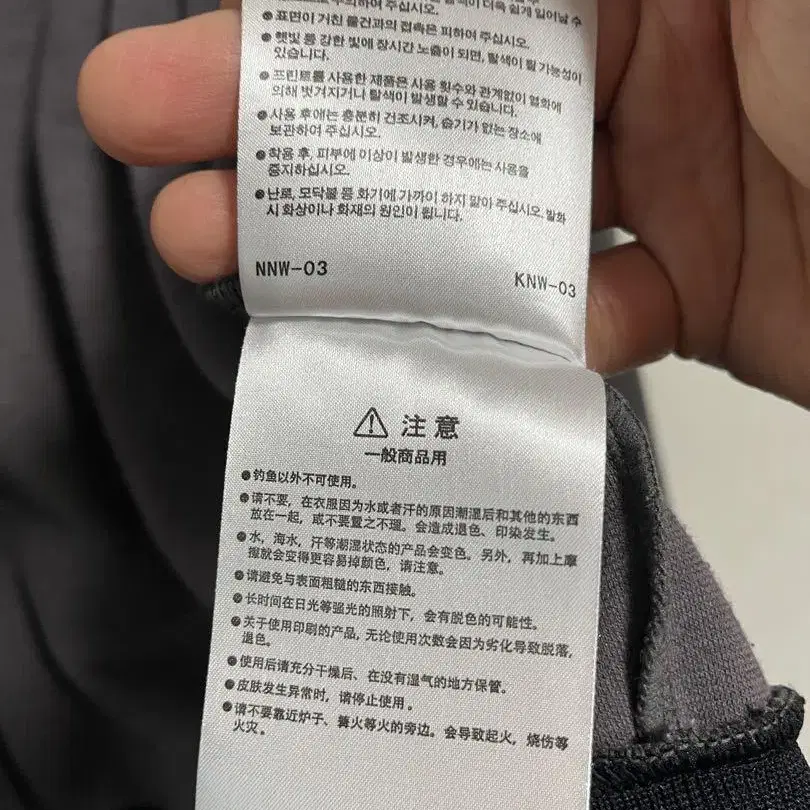 주의하여 주십시오.
● 표면이 거친 물건과의 접촉은 피하여 주십시오.
● 햇빛 등 강한 빛에 장시간 노출이 되면, 탈색이 될 가능성이
있습니다.
● 프린트를 사용한 제품은 사용 횟수와 관계없이 열화에
의해 벗겨지거나 탈색이 발생할 수 있습니다.
● 사용 후에는 충분히 건조시켜, 습기가 없는 장소에
보관하여 주십시오.
● 착용 후, 피부에 이상이 발생한 경우에는 사용을
중지하십시오.
● 난로, 모닥불 등 화기에 가까이 하지 말아 주십시오. 발화
시 화상이나 화재의 원인이 됩니다.
NNW-03
KNW-03
⚠ 注意
一般商品用
● 钓鱼以外不可使用。
● 请不要，在衣服因为水或者汗的原因潮湿后和其他的东西
放在一起，或不要置之不理。会造成退色、印染发生。
● 水，海水，汗等潮湿状态的产品会变色。另外，再加上摩
擦就会变得更容易掉颜色，请注意。
● 请避免与表面粗糙的东西接触。
● 长时间在日光等强光的照射下，会有脱色的可能性。
● 关于使用印刷的产品，无论使用次数会因为劣化导致脱落，
退色。
● 使用后请充分干燥后、在没有湿气的地方保管。
● 皮肤发生异常时，请停止使用。
● 请不要靠近炉子、篝火等火的旁边。会导致起火，烧伤等
火灾。